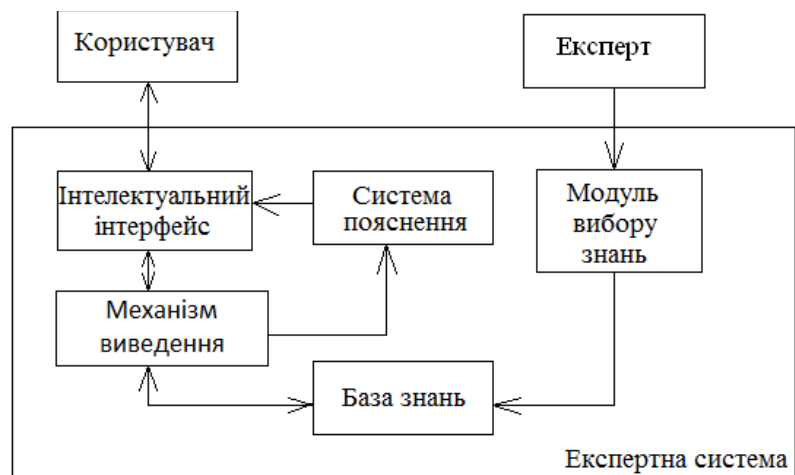 Користувач
Експерт
Інтелектуальний
інтерфейс
Система
пояснення
Модуль
вибору
знань
Механізм
виведення
База знань
Експертна система